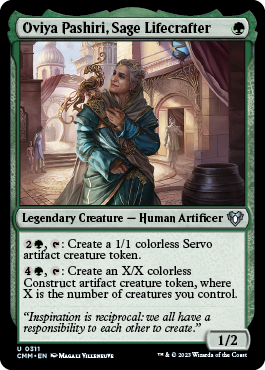 Oviya Pashiri, Sage Lifecrafter
Legendary Creature — Human Artificer
2, : Create a 1/1 colorless Servo
artifact creature token.
4, : Create an X/X colorless
Construct artifact creature token, where
X is the number of creatures you control.
“Inspiration is reciprocal: we all have a
responsibility to each other to create.”
1/2
U 0311
CMM • EN Magali Villeneuve
™ & © 2023 Wizards of the Coast